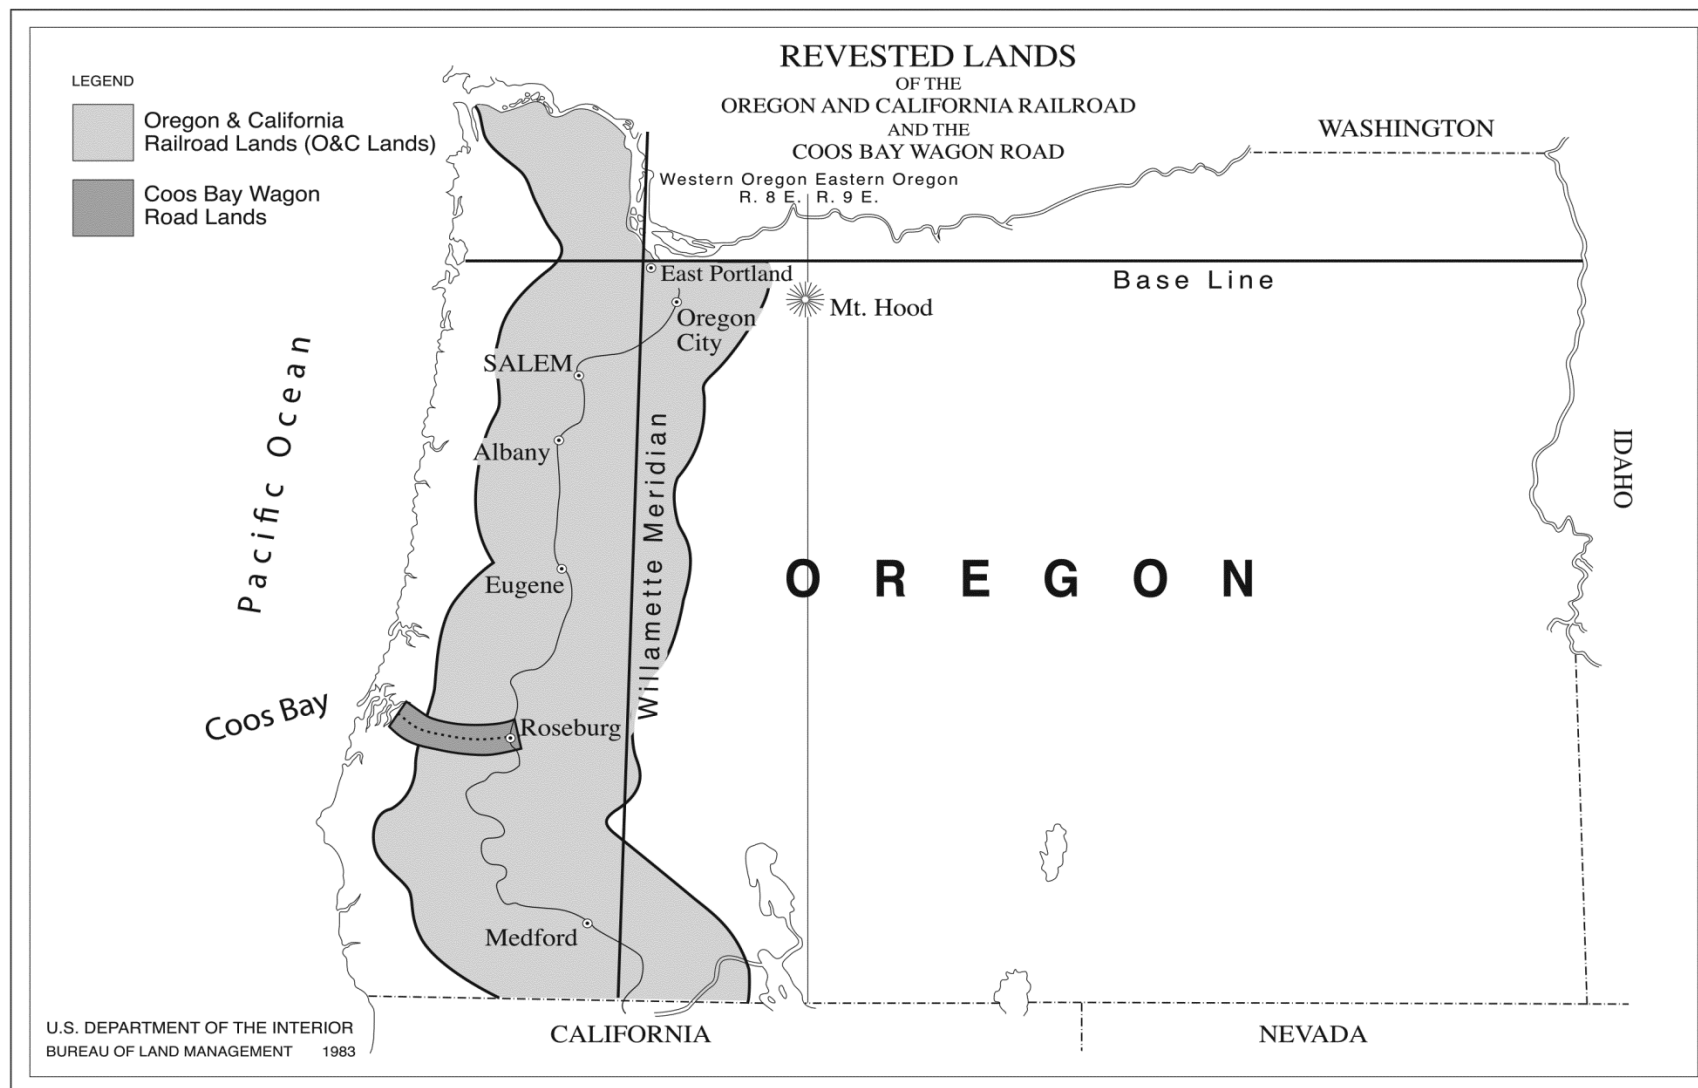 REVESTED LANDS
OF THE
OREGON AND CALIFORNIA RAILROAD
AND THE
COOS BAY WAGON ROAD
LEGEND
Oregon & California
Railroad Lands (O&C Lands)
Coos Bay Wagon
Road Lands
WASHINGTON
Western Oregon Eastern Oregon
R. 8 E. R. 9 E.
East Portland
Base Line
Mt. Hood
Oregon
City
SALEM
Pacific Ocean
Albany
Willamette Meridian
IDAHO
Eugene
OREGON
Coos Bay
Roseburg
Medford
U.S. DEPARTMENT OF THE INTERIOR
BUREAU OF LAND MANAGEMENT 1983
CALIFORNIA
NEVADA